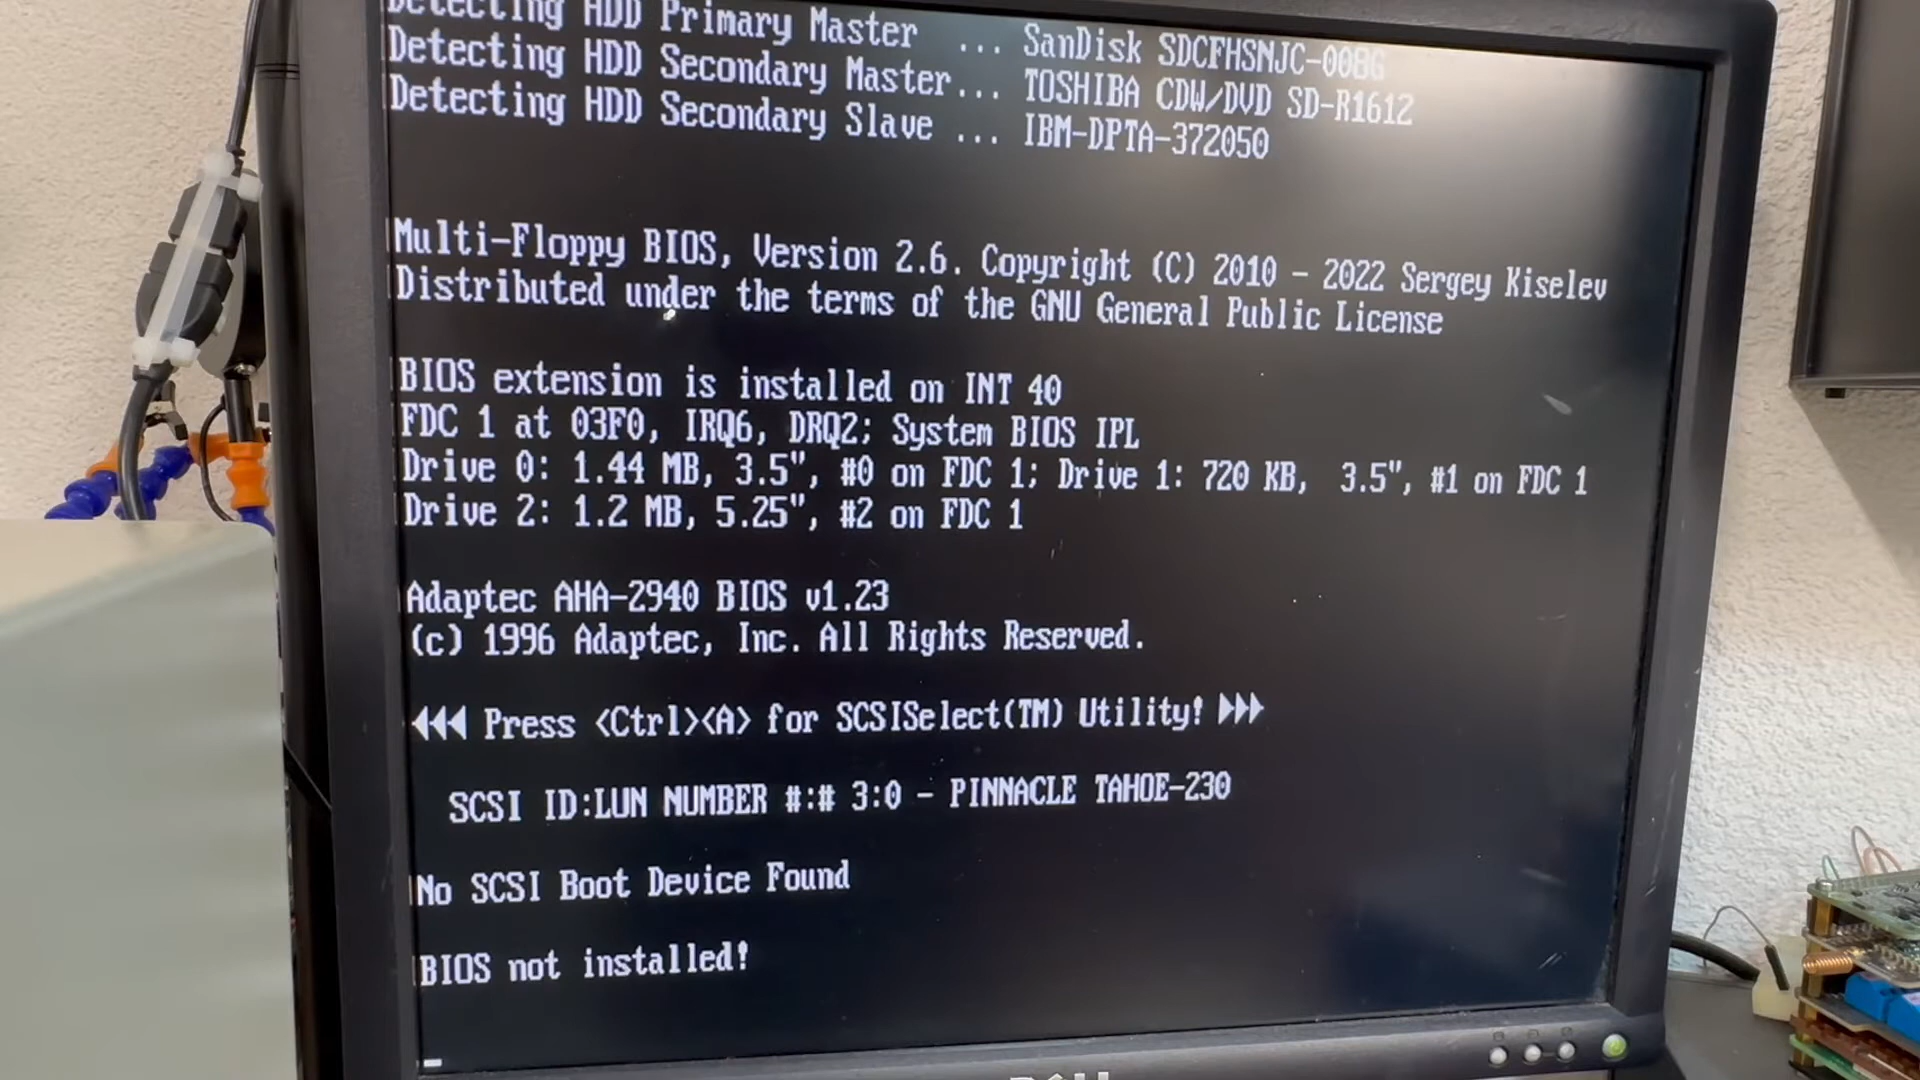 Detecting HDD Primary Master ... SanDisk SDCFHSNJC-008G
Detecting HDD Secondary Master... TOSHIBA CDW/DVD SD-R1612
Detecting HDD Secondary Slave ... IBM-DPTA-372050
Multi-Floppy BIOS, Version 2.6. Copyright (C) 2010 - 2022 Sergey Kiselev
Distributed under the terms of the GNU General Public License
BIOS extension is installed on INT 40
FDC 1 at 03F0, IRQ6, DRQ2; System BIOS IPL
Drive 0: 1.44 MB, 3.5", #0 on FDC 1; Drive 1: 720 KB, 3.5", #1 on FDC 1
Drive 2: 1.2 MB, 5.25", #2 on FDC 1
Adaptec AHA-2940 BIOS v1.23
(c) 1996 Adaptec, Inc. All Rights Reserved.
◄◄◄ Press <Ctrl><A> for SCSISelect(TM) Utility! ►►►
SCSI ID:LUN NUMBER #:# 3:0 - PINNACLE TAHOE-230
No SCSI Boot Device Found
BIOS not installed!
DELL